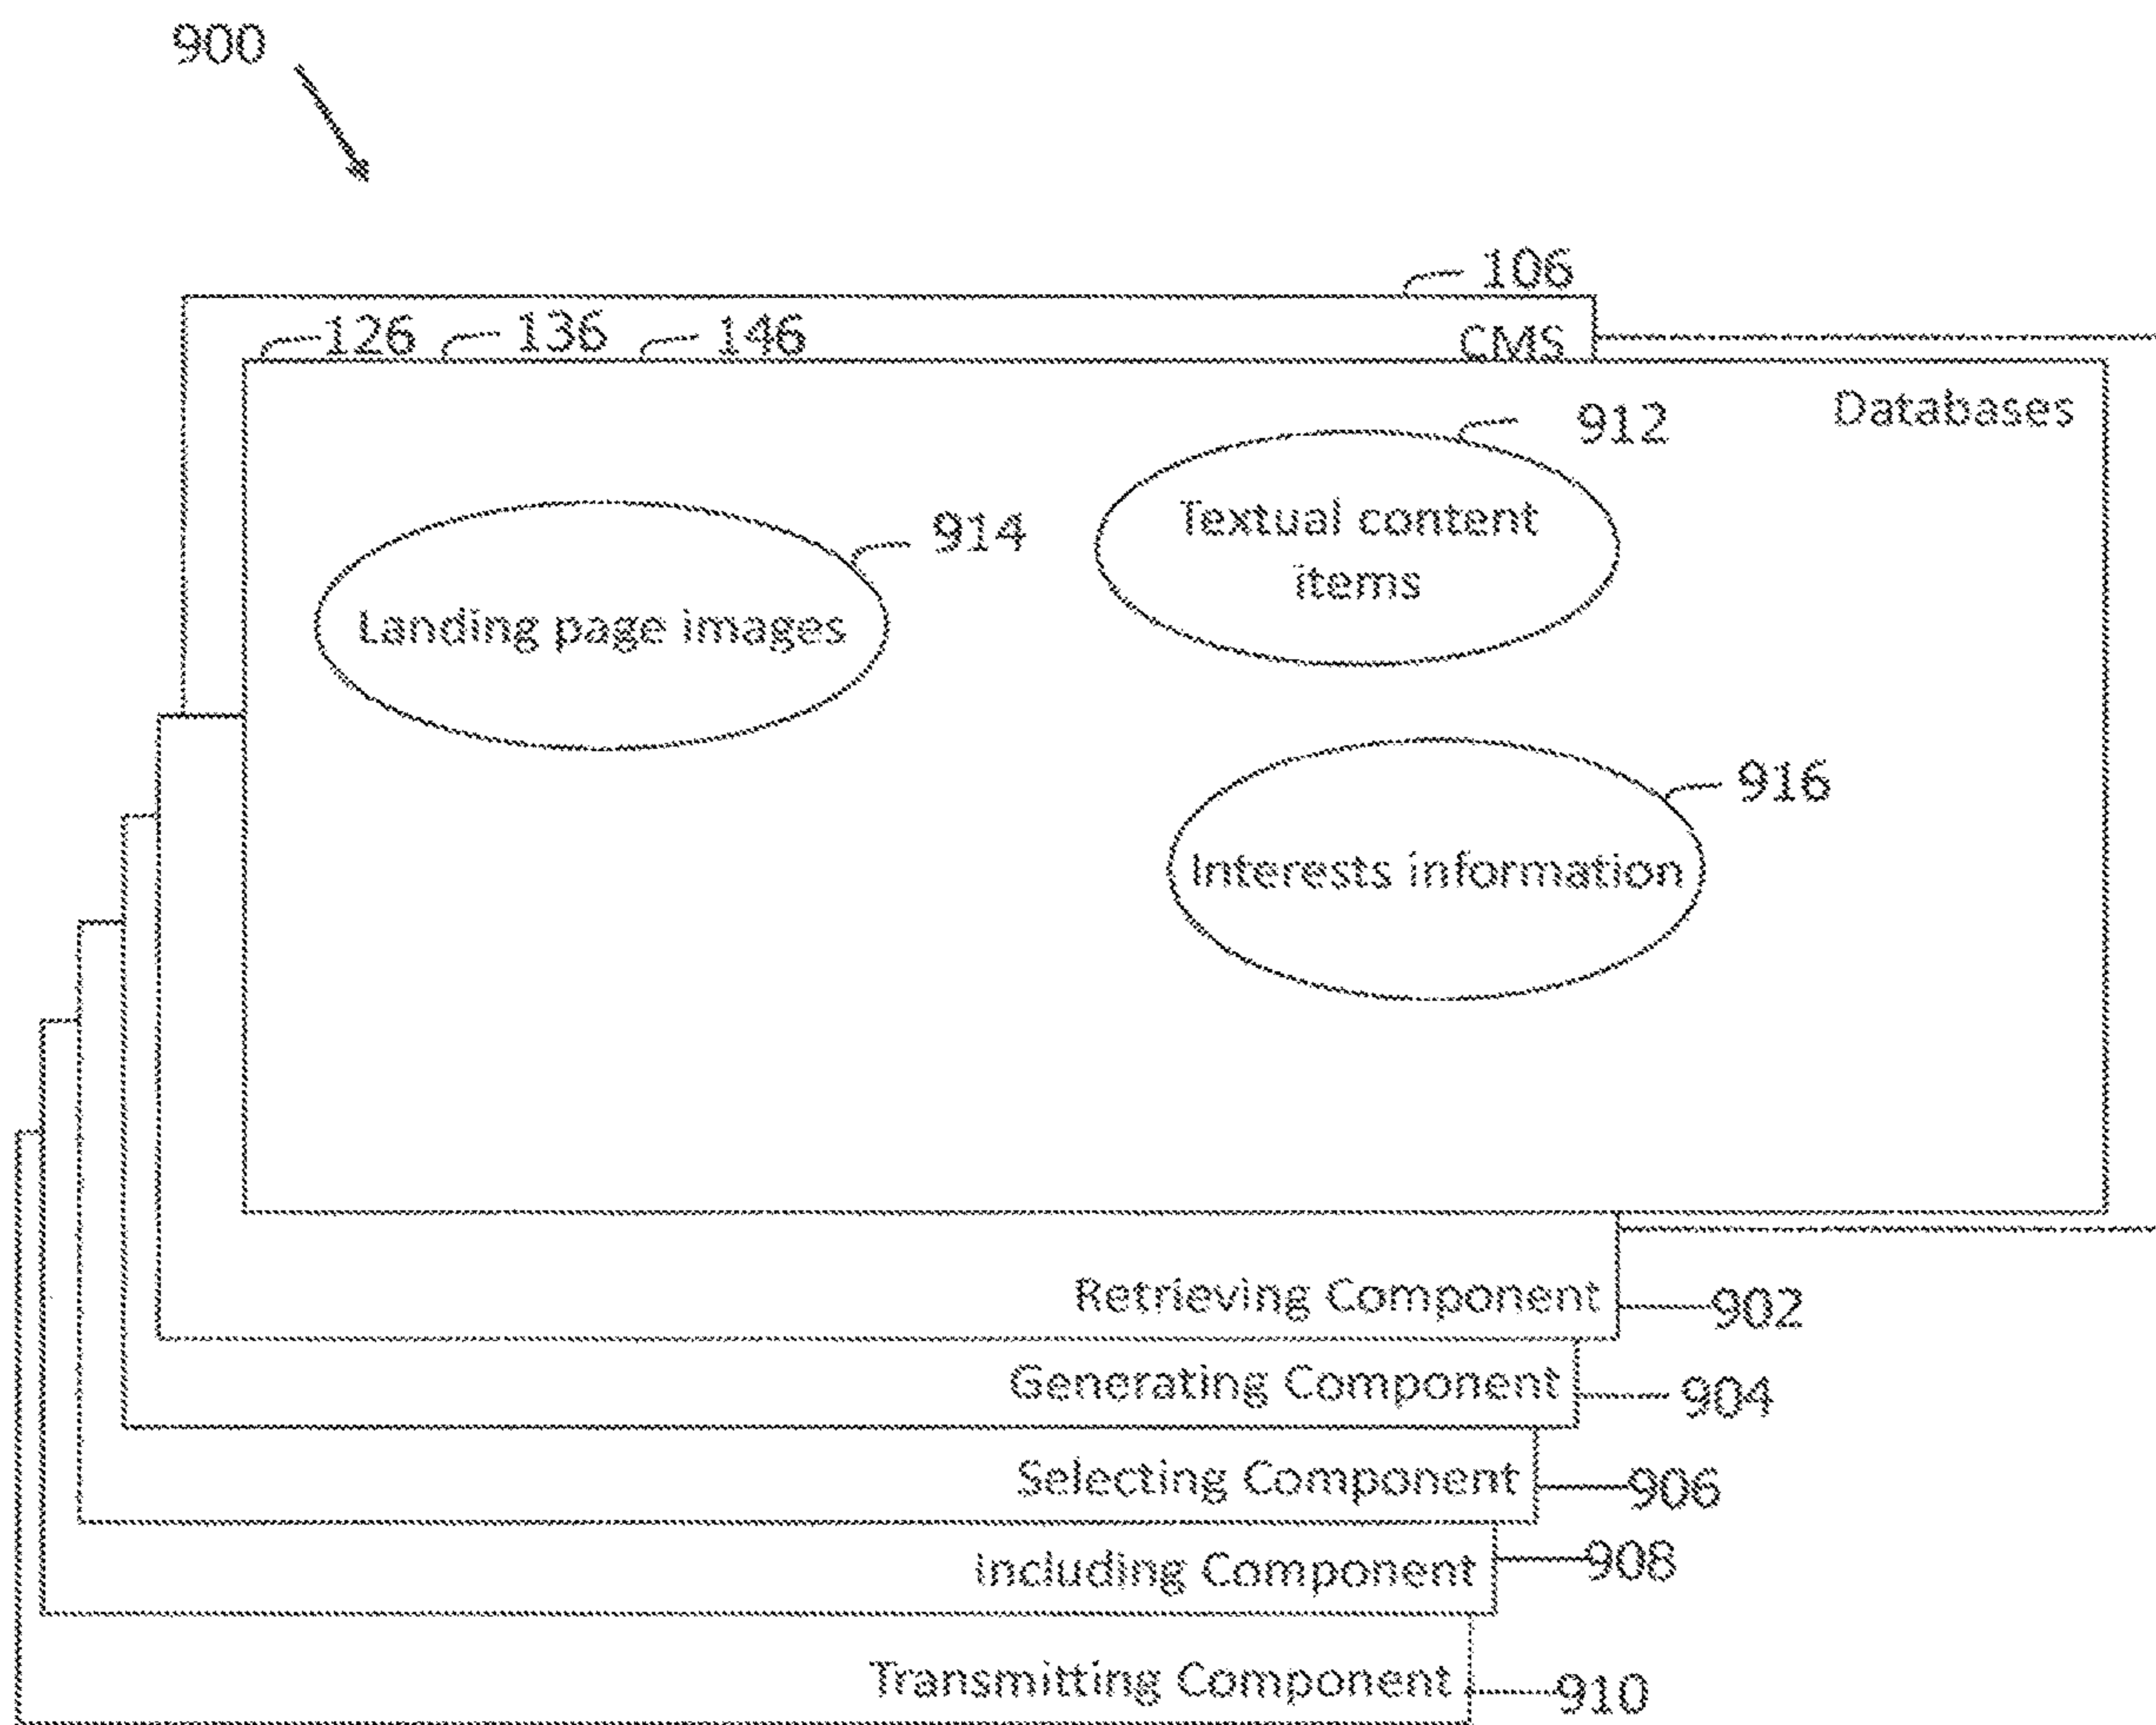 900
106
126 136 146
CMS
Databases
912
Textual content
items
914
Landing page images
916
Interests information
Retrieving Component
902
Generating Component
904
Selecting Component
906
Including Component
908
Transmitting Component
910